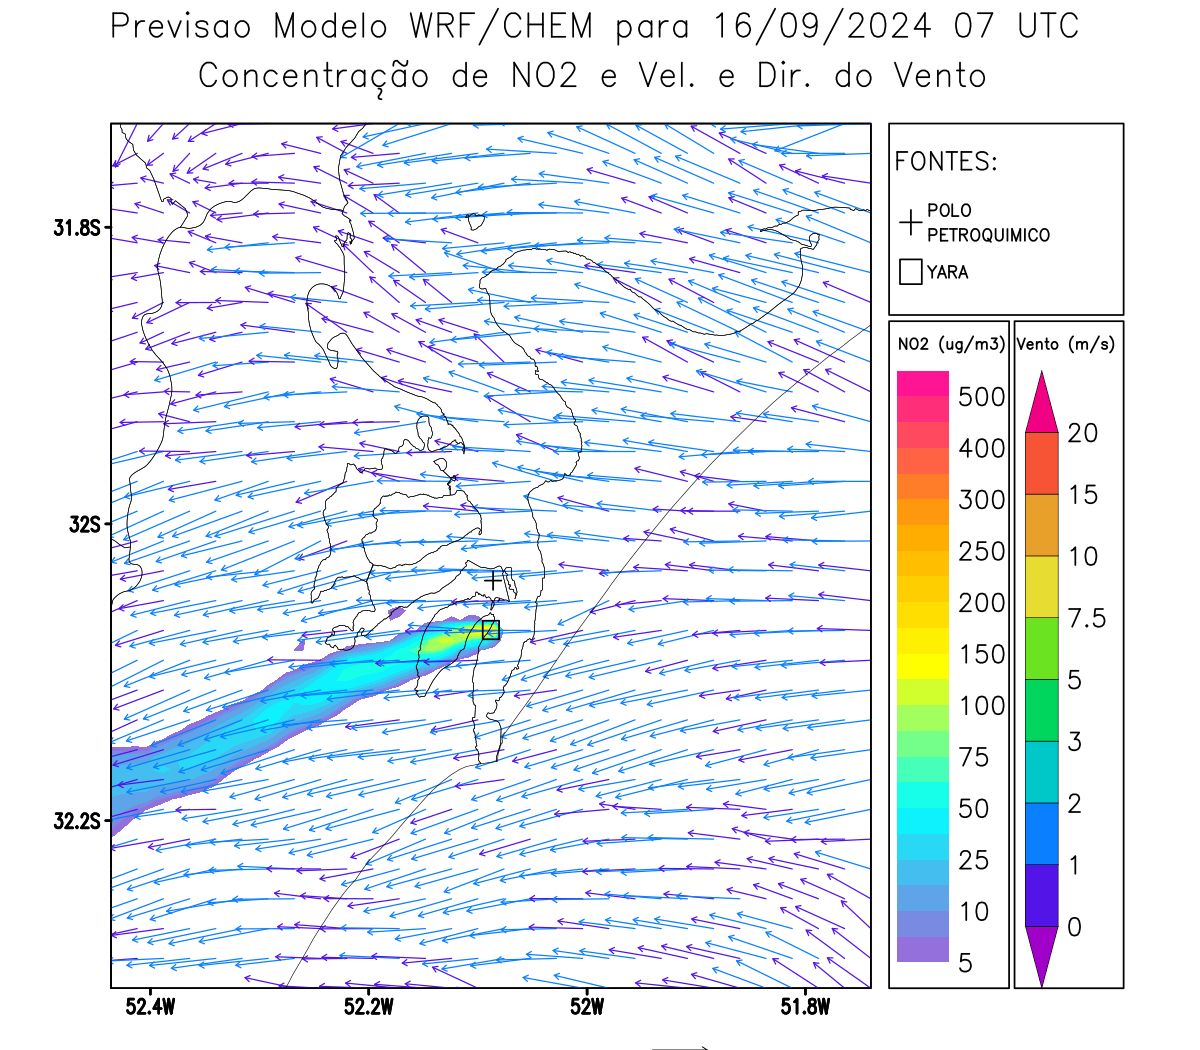 Previsao Modelo WRF/CHEM para 16/09/2024 07 UTC
Concentração de NO2 e Vel. e Dir. do Vento
FONTES:
POLO
PETROQUIMICO
YARA
NO2 (ug/m3)
500
400
300
250
200
150
100
75
50
25
10
5
Vento (m/s)
20
15
10
7.5
5
3
2
1
0
31.8S
32S
32.2S
52.4W
52.2W
52W
51.8W